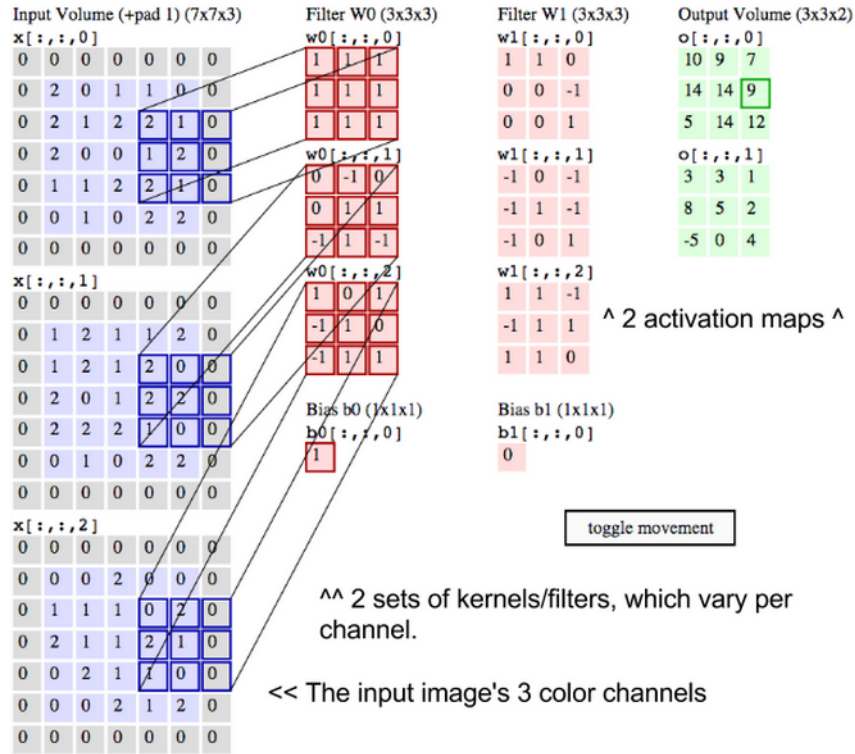 Input Volume (+pad 1) (7x7x3)
x[:,:,0]
0 0 0 0 0 0 0
0 2 0 1 1 0 0
0 2 1 2 2 1 0
0 2 0 0 1 2 0
0 1 1 2 2 1 0
0 0 1 0 2 2 0
0 0 0 0 0 0 0
x[:,:,1]
0 0 0 0 0 0 0
0 1 2 1 1 2 0
0 1 2 1 2 0 0
0 2 0 1 2 2 0
0 2 2 2 1 0 0
0 0 1 0 2 2 0
0 0 0 0 0 0 0
x[:,:,2]
0 0 0 0 0 0 0
0 0 0 2 0 0 0
0 1 1 1 0 2 0
0 2 1 1 2 1 0
0 0 2 1 1 0 0
0 0 0 2 1 2 0
0 0 0 0 0 0 0
Filter W0 (3x3x3)
w0[:,:,0]
1 1 1
1 1 1
1 1 1
w0[:,:,1]
0 -1 0
0 1 1
-1 1 -1
w0[:,:,2]
1 0 1
-1 1 0
-1 1 1
Bias b0 (1x1x1)
b0[:,:,0]
1
Filter W1 (3x3x3)
w1[:,:,0]
1 1 0
0 0 -1
0 0 1
w1[:,:,1]
-1 0 -1
-1 1 -1
-1 0 1
w1[:,:,2]
1 1 -1
-1 1 1
1 1 0
Bias b1 (1x1x1)
b1[:,:,0]
0
Output Volume (3x3x2)
o[:,:,0]
10 9 7
14 14 9
5 14 12
o[:,:,1]
3 3 1
8 5 2
-5 0 4
^ 2 activation maps ^
toggle movement
^^ 2 sets of kernels/filters, which vary per
channel.
<< The input image's 3 color channels